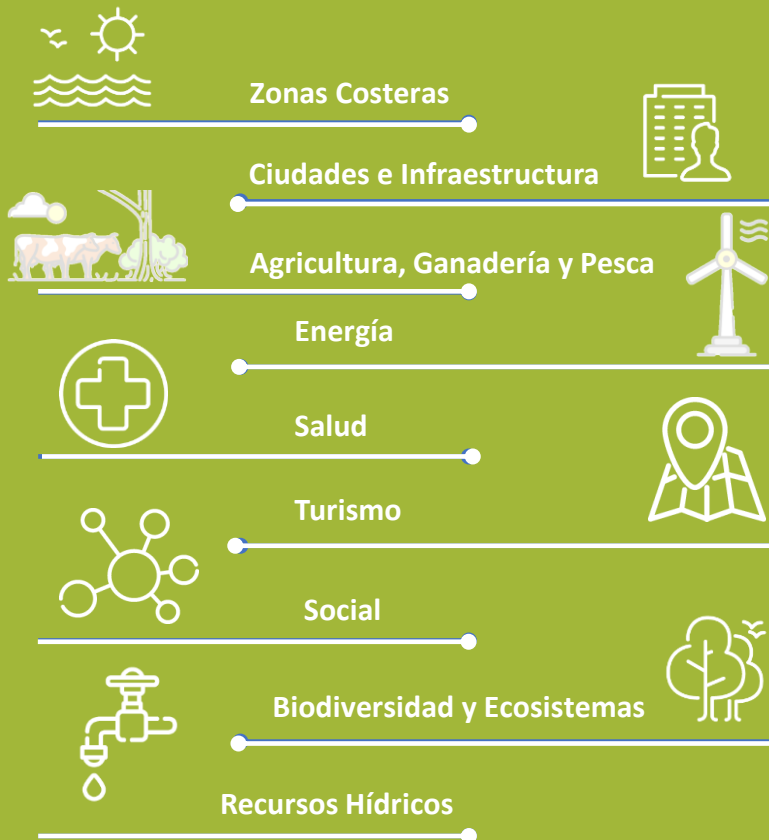 Zonas Costeras
Ciudades e Infraestructura
Agricultura, Ganadería y Pesca
Energía
Salud
Turismo
Social
Biodiversidad y Ecosistemas
Recursos Hídricos